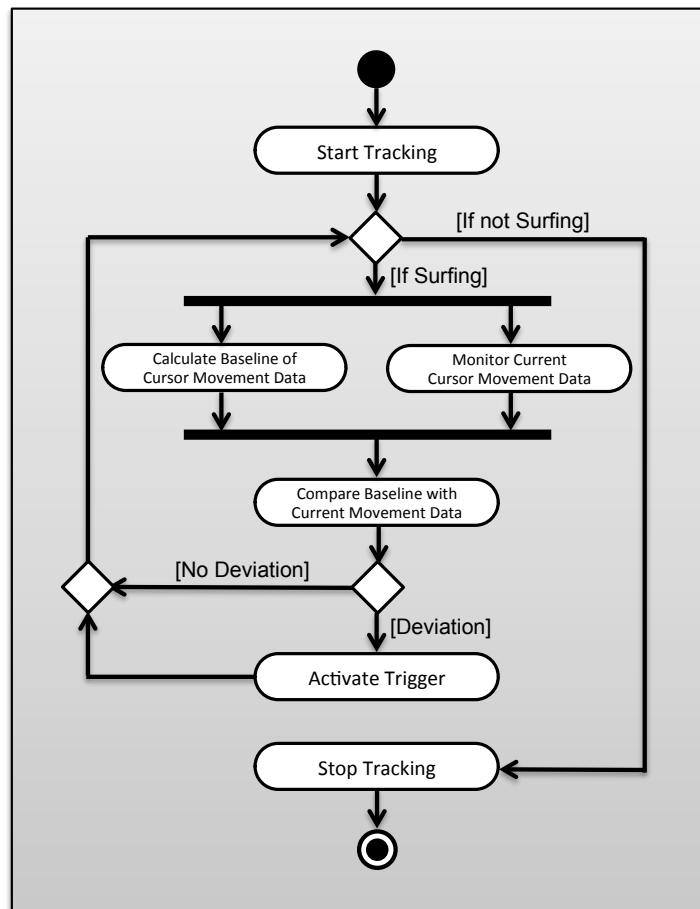 Start Tracking
[If not Surfing]
[If Surfing]
Calculate Baseline of
Cursor Movement Data
Monitor Current
Cursor Movement Data
Compare Baseline with
Current Movement Data
[No Deviation]
[Deviation]
Activate Trigger
Stop Tracking